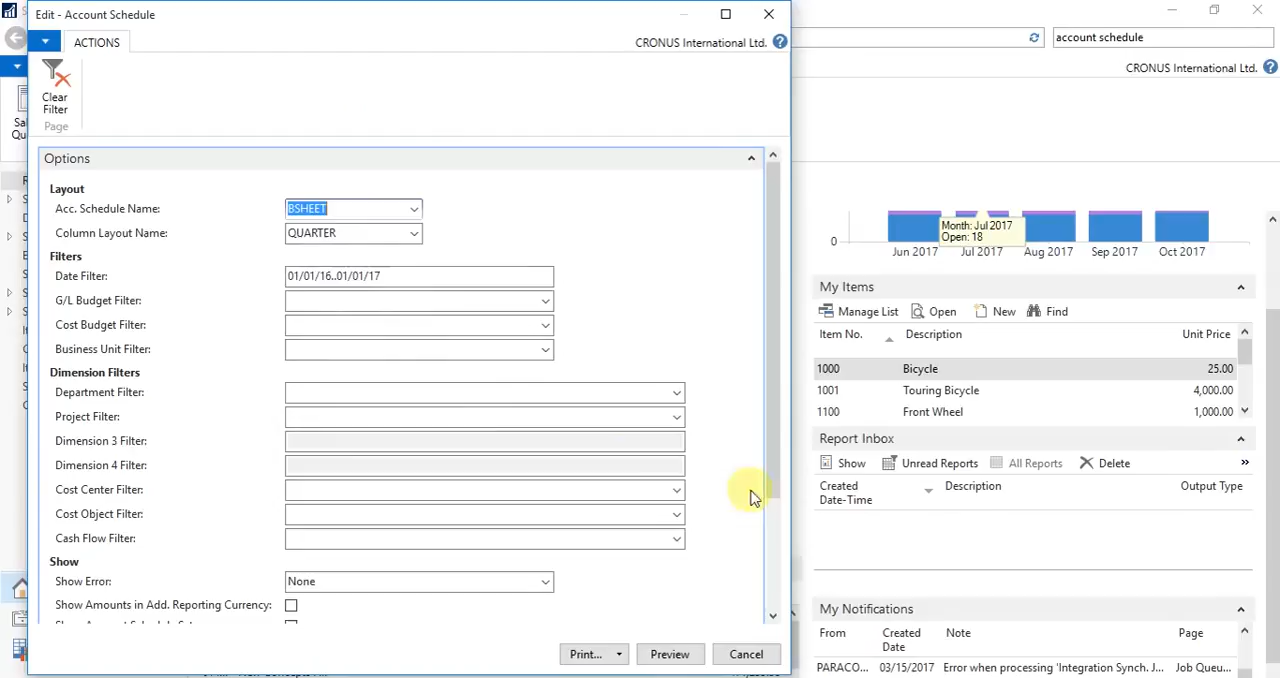 Edit - Account Schedule
ACTIONS
CRONUS International Ltd.
Clear
Filter
Page
Options
Layout
Acc. Schedule Name: BSHEET
Column Layout Name: QUARTER
Filters
Date Filter: 01/01/16..01/01/17
G/L Budget Filter:
Cost Budget Filter:
Business Unit Filter:
Dimension Filters
Department Filter:
Project Filter:
Dimension 3 Filter:
Dimension 4 Filter:
Cost Center Filter:
Cost Object Filter:
Cash Flow Filter:
Show
Show Error: None
Show Amounts in Add. Reporting Currency:
Print... Preview Cancel
account schedule
CRONUS International Ltd.
0
Month: Jul 2017
Open: 18
Jun 2017 Jul 2017 Aug 2017 Sep 2017 Oct 2017
My Items
Manage List Open New Find
Item No. Description Unit Price
1000 Bicycle 25.00
1001 Touring Bicycle 4,000.00
1100 Front Wheel 1,000.00
Report Inbox
Show Unread Reports All Reports Delete »
Created
Date-Time Description Output Type
My Notifications
From Created
Date Note Page
PARACO... 03/15/2017 Error when processing 'Integration Synch. J... Job Queu...